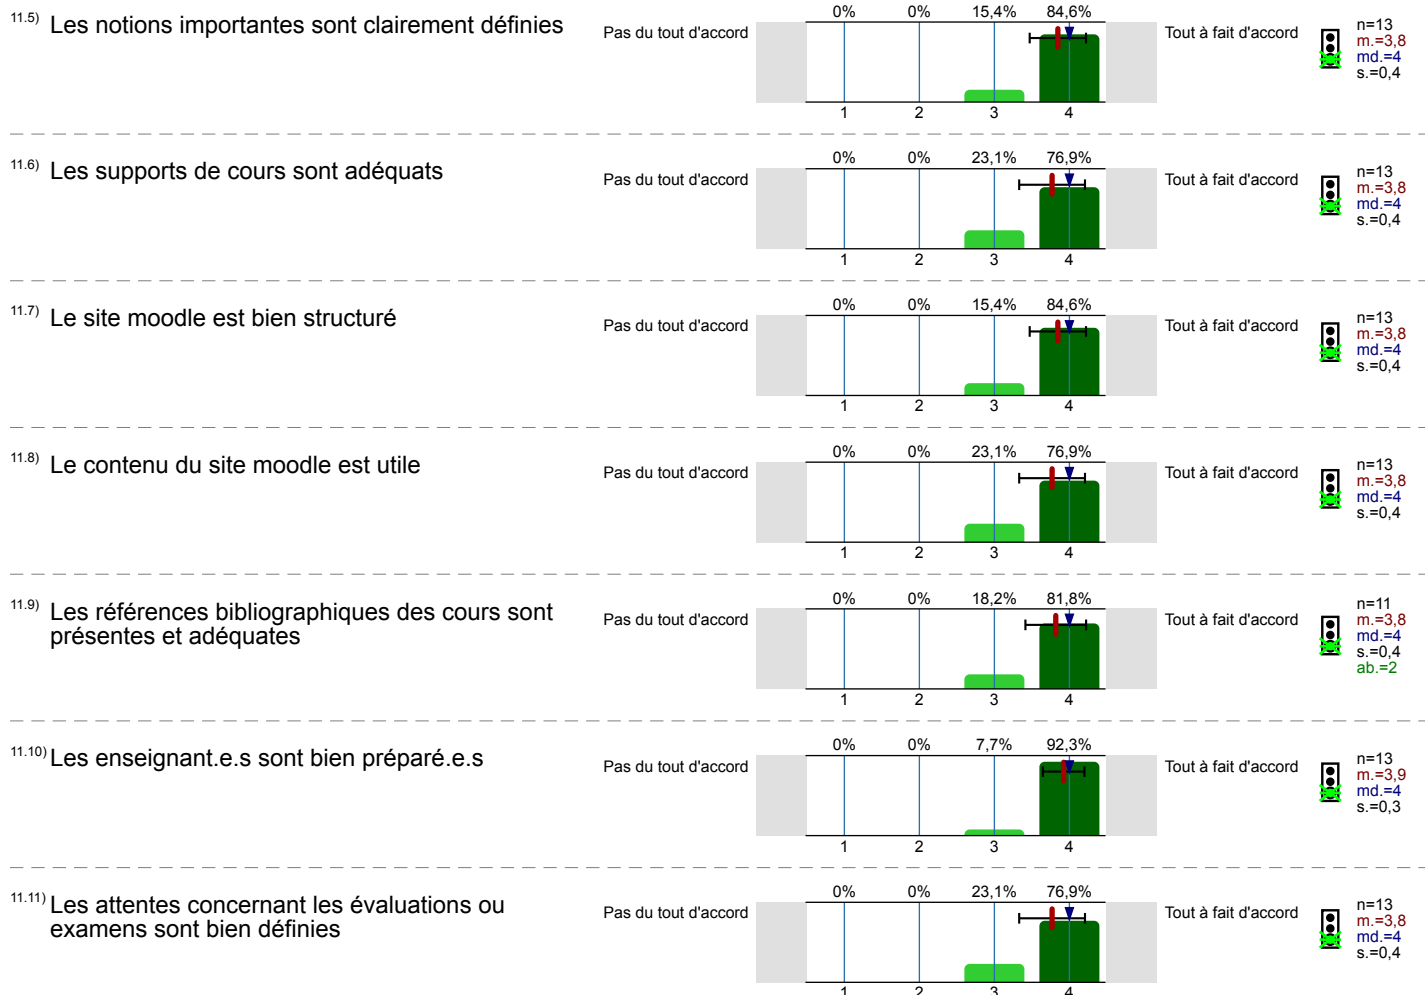 11.5) Les notions importantes sont clairement définies
Pas du tout d'accord
0% 0% 15,4% 84,6%
1 2 3 4
Tout à fait d'accord
n=13
m.=3,8
md.=4
s.=0,4
11.6) Les supports de cours sont adéquats
Pas du tout d'accord
0% 0% 23,1% 76,9%
1 2 3 4
Tout à fait d'accord
n=13
m.=3,8
md.=4
s.=0,4
11.7) Le site moodle est bien structuré
Pas du tout d'accord
0% 0% 15,4% 84,6%
1 2 3 4
Tout à fait d'accord
n=13
m.=3,8
md.=4
s.=0,4
11.8) Le contenu du site moodle est utile
Pas du tout d'accord
0% 0% 23,1% 76,9%
1 2 3 4
Tout à fait d'accord
n=13
m.=3,8
md.=4
s.=0,4
11.9) Les références bibliographiques des cours sont
présentes et adéquates
Pas du tout d'accord
0% 0% 18,2% 81,8%
1 2 3 4
Tout à fait d'accord
n=11
m.=3,8
md.=4
s.=0,4
ab.=2
11.10) Les enseignant.e.s sont bien préparé.e.s
Pas du tout d'accord
0% 0% 7,7% 92,3%
1 2 3 4
Tout à fait d'accord
n=13
m.=3,9
md.=4
s.=0,3
11.11) Les attentes concernant les évaluations ou
examens sont bien définies
Pas du tout d'accord
0% 0% 23,1% 76,9%
1 2 3 4
Tout à fait d'accord
n=13
m.=3,8
md.=4
s.=0,4